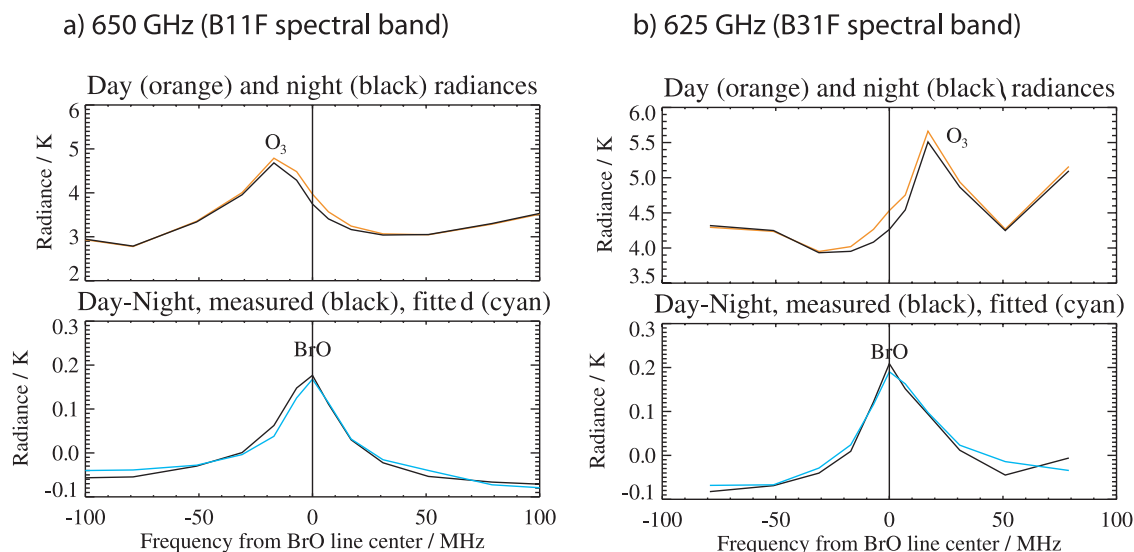 a) 650 GHz (B11F spectral band)
Day (orange) and night (black) radiances
Radiance / K
6
5
4
3
2
O3
Day-Night, measured (black), fitted (cyan)
Radiance / K
0.3
0.2
0.1
0.0
-0.1
BrO
-100
-50
0
50
100
Frequency from BrO line center / MHz
b) 625 GHz (B31F spectral band)
Day (orange) and night (black\ radiances
Radiance / K
6.0
5.5
5.0
4.5
4.0
3.5
O3
Day-Night, measured (black), fitted (cyan)
Radiance / K
0.3
0.2
0.1
0.0
-0.1
BrO
-100
-50
0
50
100
Frequency from BrO line center / MHz